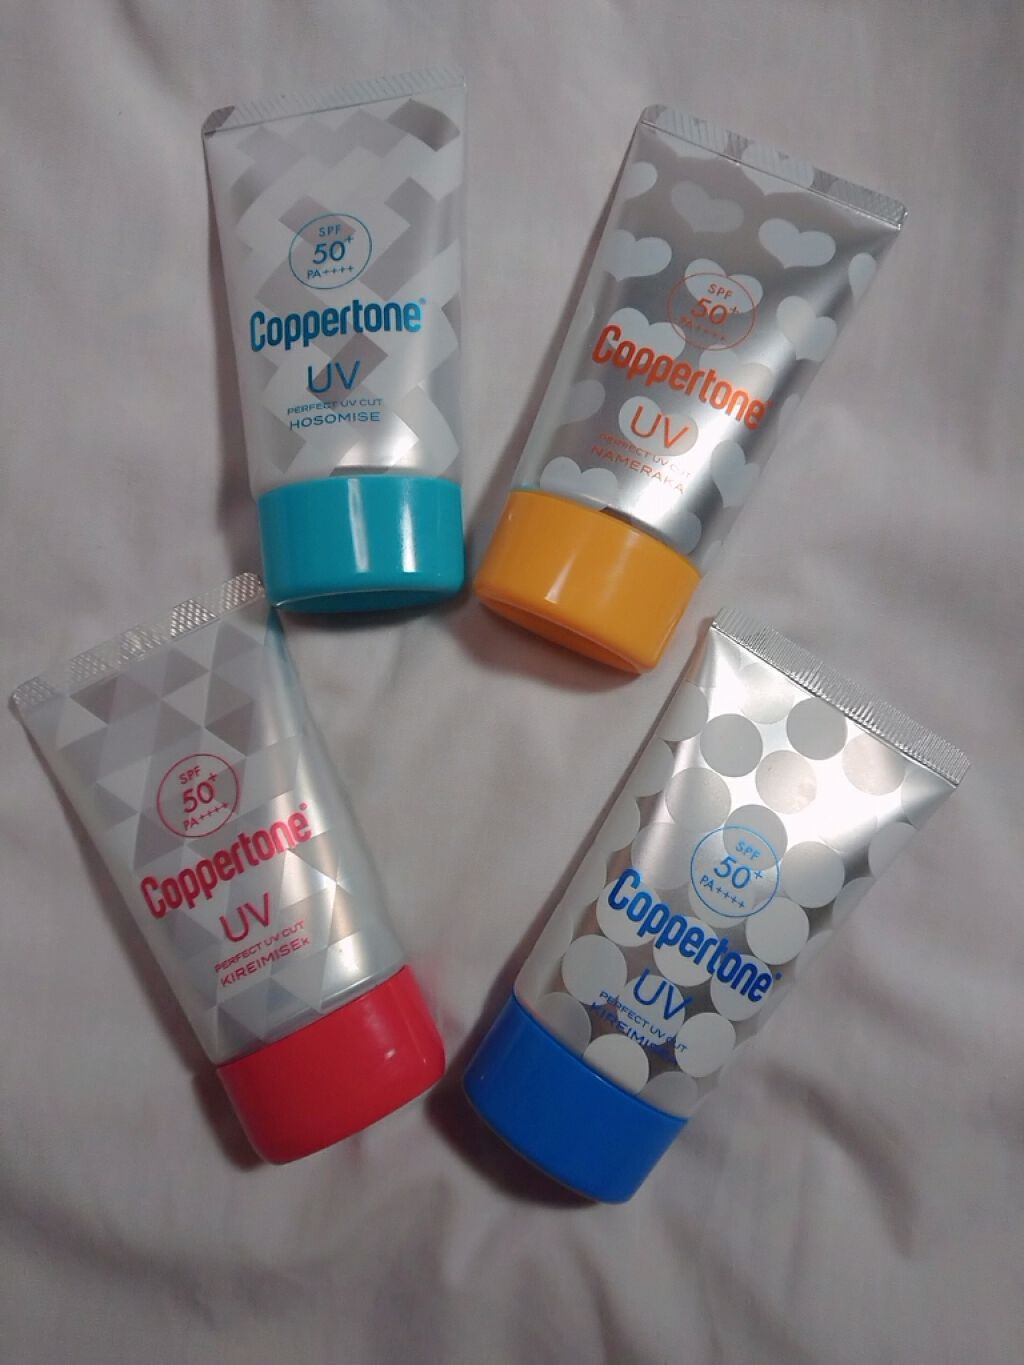 SPF
50+
PA++++
Coppertone®
UV
PERFECT UV CUT
HOSOMISE
SPF
50+
PA++++
Coppertone®
UV
PERFECT UV CUT
NAMERAKA
SPF
50+
PA++++
Coppertone®
UV
PERFECT UV CUT
KIREIMISEk
SPF
50+
PA++++
Coppertone®
UV
PERFECT UV CUT